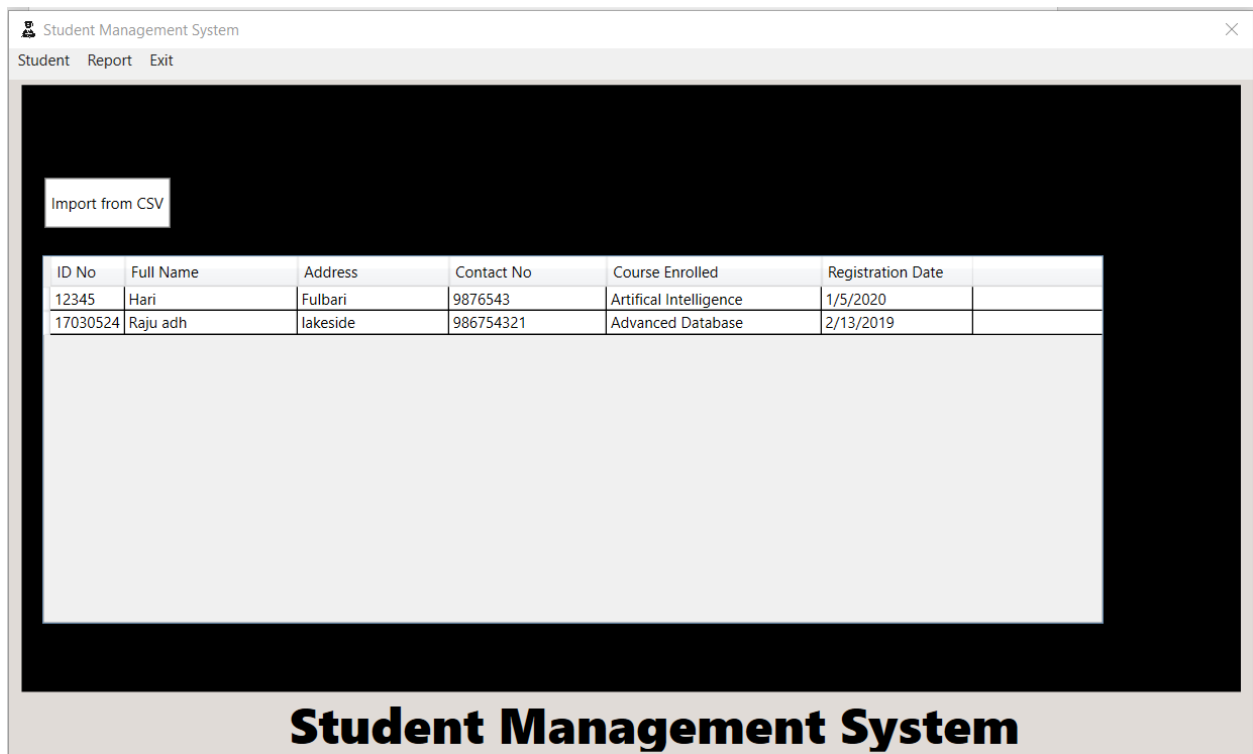 Student Management System
Student Report Exit
Import from CSV
ID No Full Name Address Contact No Course Enrolled Registration Date
12345 Hari Fulbari 9876543 Artifical Intelligence 1/5/2020
17030524 Raju adh lakeside 986754321 Advanced Database 2/13/2019
Student Management System